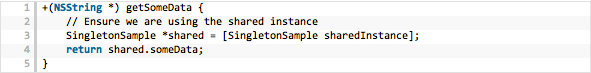 1 +(NSString *) getSomeData {
2     // Ensure we are using the shared instance
3     SingletonSample *shared = [SingletonSample sharedInstance];
4     return shared.someData;
5 }